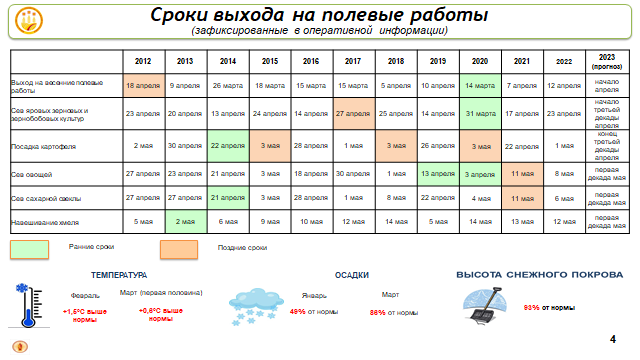 Сроки выхода на полевые работы
(зафиксированные в оперативной информации)
2012 2013 2014 2015 2016 2017 2018 2019 2020 2021 2022 2023 (прогноз)
Выход на весенние полевые работы 18 апреля 9 апреля 26 марта 18 марта 15 марта 15 марта 5 апреля 10 апреля 14 марта 7 апреля 12 апреля начало апреля
Сев яровых зерновых и зернобобовых культур 23 апреля 20 апреля 13 апреля 24 апреля 14 апреля 27 апреля 25 апреля 14 апреля 31 марта 17 апреля 23 апреля начало третьей декады апреля
Посадка картофеля 2 мая 30 апреля 22 апреля 3 мая 28 апреля 1 мая 3 мая 26 апреля 3 мая 22 апреля 1 мая конец третьей декады апреля
Сев овощей 27 апреля 23 апреля 21 апреля 3 мая 18 апреля 30 апреля 1 мая 13 апреля 3 апреля 11 мая 8 мая первая декада мая
Сев сахарной свеклы 27 апреля 27 апреля 21 апреля 3 мая 28 апреля 1 мая 8 мая 22 апреля 4 мая 11 мая 6 мая первая декада мая
Навешивание хмеля 5 мая 2 мая 6 мая 9 мая 10 мая 12 мая 14 мая 5 мая 14 мая 13 мая 12 мая первая декада мая
Ранние сроки Поздние сроки
ТЕМПЕРАТУРА
Февраль Март (первая половина)
+1,5°С выше нормы +0,6°С выше нормы
ОСАДКИ
Январь Март
49% от нормы 86% от нормы
ВЫСОТА СНЕЖНОГО ПОКРОВА
93% от нормы
4